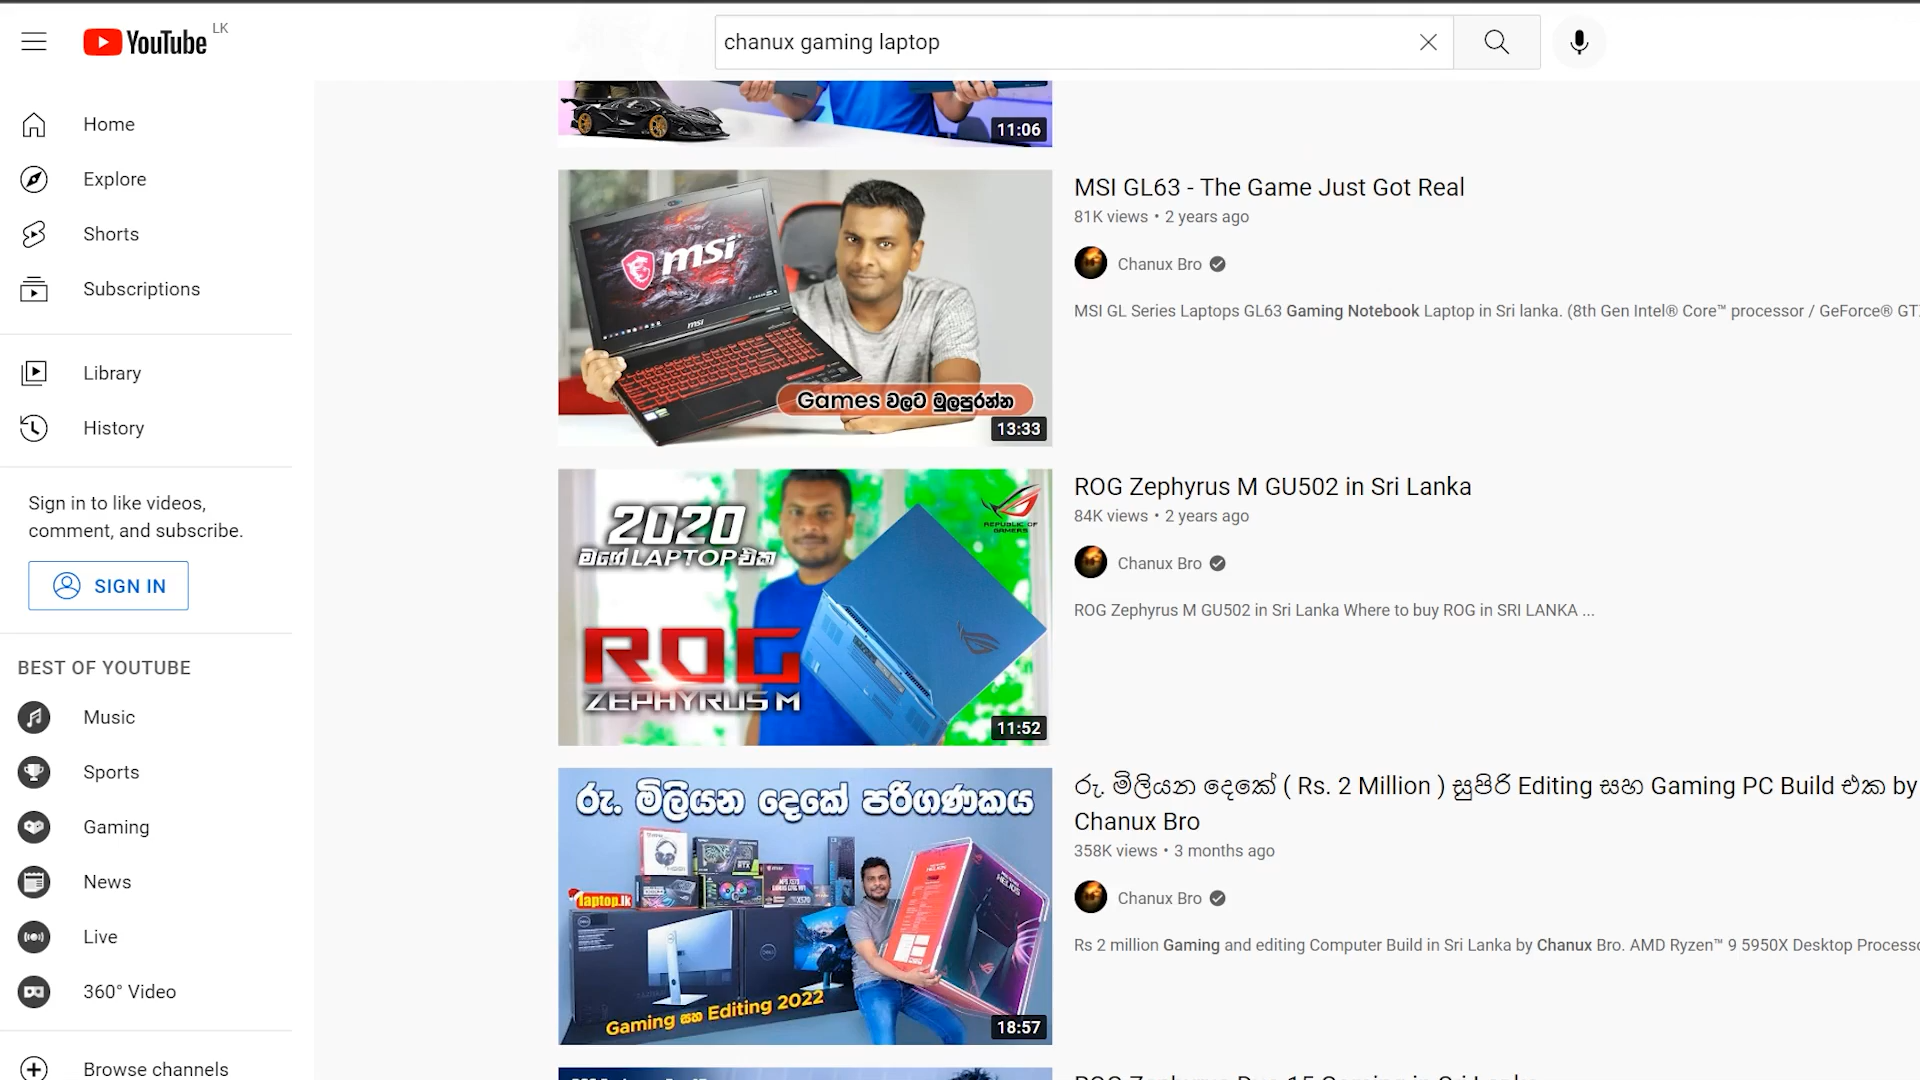 YouTube LK
chanux gaming laptop
Home
Explore
Shorts
Subscriptions
Library
History
Sign in to like videos,
comment, and subscribe.
SIGN IN
BEST OF YOUTUBE
Music
Sports
Gaming
News
Live
360° Video
Browse channels
11:06
msi
msi
Games වලට මුලපුරන්න
13:33
MSI GL63 - The Game Just Got Real
81K views • 2 years ago
Chanux Bro
MSI GL Series Laptops GL63 Gaming Notebook Laptop in Sri lanka. (8th Gen Intel® Core™ processor / GeForce® GT
2020
මගේ LAPTOP එක
REPUBLIC OF
GAMERS
ROG
ZEPHYRUS M
11:52
ROG Zephyrus M GU502 in Sri Lanka
84K views • 2 years ago
Chanux Bro
ROG Zephyrus M GU502 in Sri Lanka Where to buy ROG in SRI LANKA ...
රු. මිලියන දෙකේ පරිගණකය
laptop.lk
HELIOS
Gaming සහ Editing 2022
18:57
රු. මිලියන දෙකේ ( Rs. 2 Million ) සුපිරි Editing සහ Gaming PC Build එක by
Chanux Bro
358K views • 3 months ago
Chanux Bro
Rs 2 million Gaming and editing Computer Build in Sri Lanka by Chanux Bro. AMD Ryzen™ 9 5950X Desktop Processo